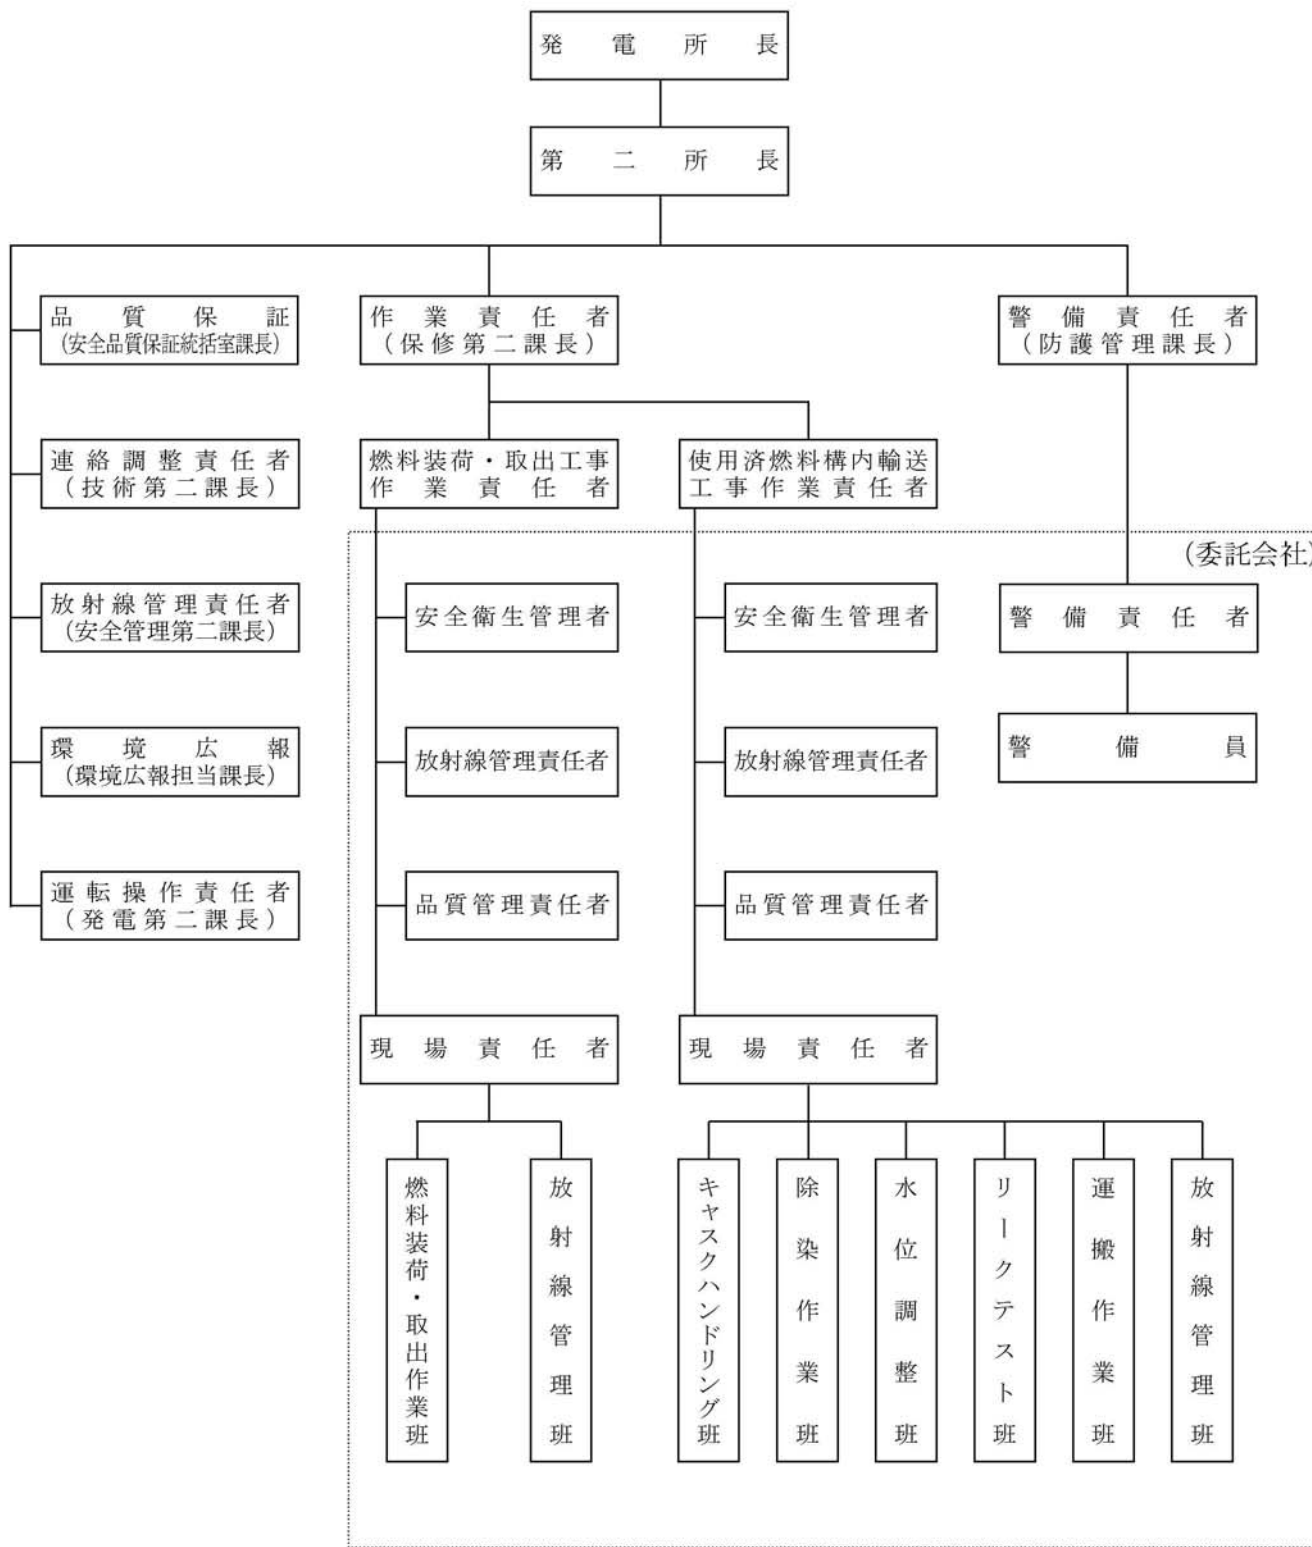 発電所長
第二所長
品質保証
(安全品質保証統括室課長)
作業責任者
(保修第二課長)
警備責任者
(防護管理課長)
連絡調整責任者
(技術第二課長)
燃料装荷・取出工事
作業責任者
使用済燃料構内輸送
工事作業責任者
(委託会社)
放射線管理責任者
(安全管理第二課長)
安全衛生管理者
安全衛生管理者
警備責任者
環境広報
(環境広報担当課長)
放射線管理責任者
放射線管理責任者
警備員
運転操作責任者
(発電第二課長)
品質管理責任者
品質管理責任者
現場責任者
現場責任者
燃料装荷・取出作業班
放射線管理班
キャスクハンドリング班
除染作業班
水位調整班
リークテスト班
運搬作業班
放射線管理班